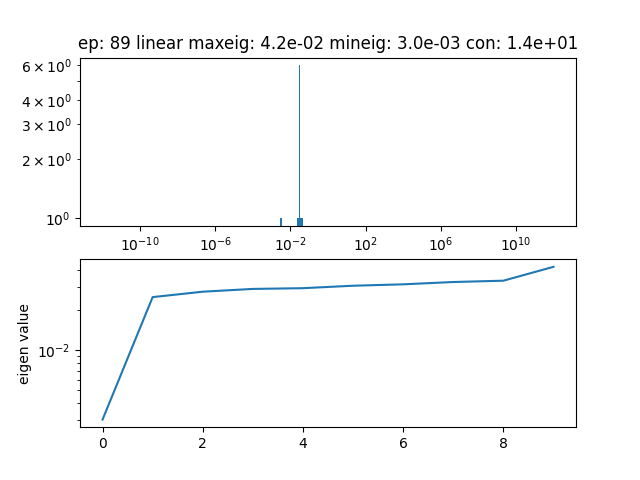 ep: 89 linear maxeig: 4.2e-02 mineig: 3.0e-03 con: 1.4e+01
6 × 10⁰
4 × 10⁰
3 × 10⁰
2 × 10⁰
10⁰
10⁻¹⁰ 10⁻⁶ 10⁻² 10² 10⁶ 10¹⁰
eigen value
10⁻²
0 2 4 6 8